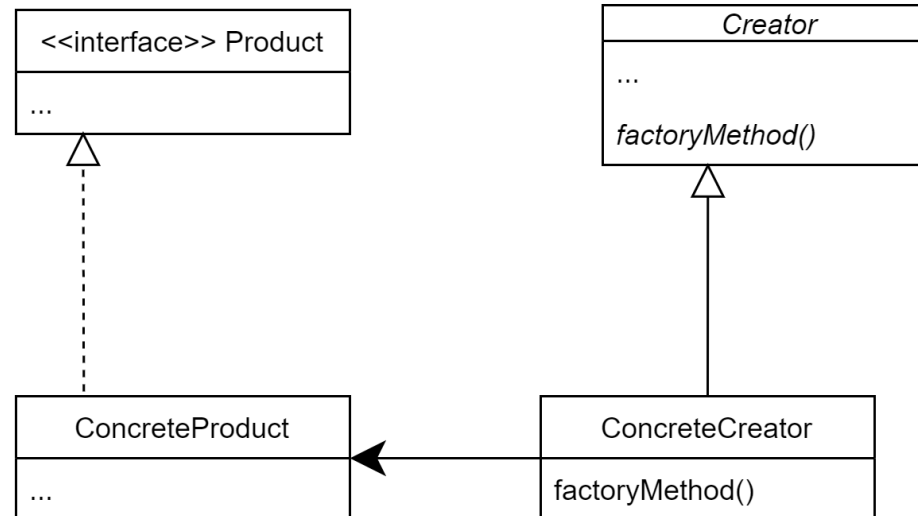 <<interface>> Product
...
Creator
...
factoryMethod()
ConcreteProduct
...
ConcreteCreator
factoryMethod()